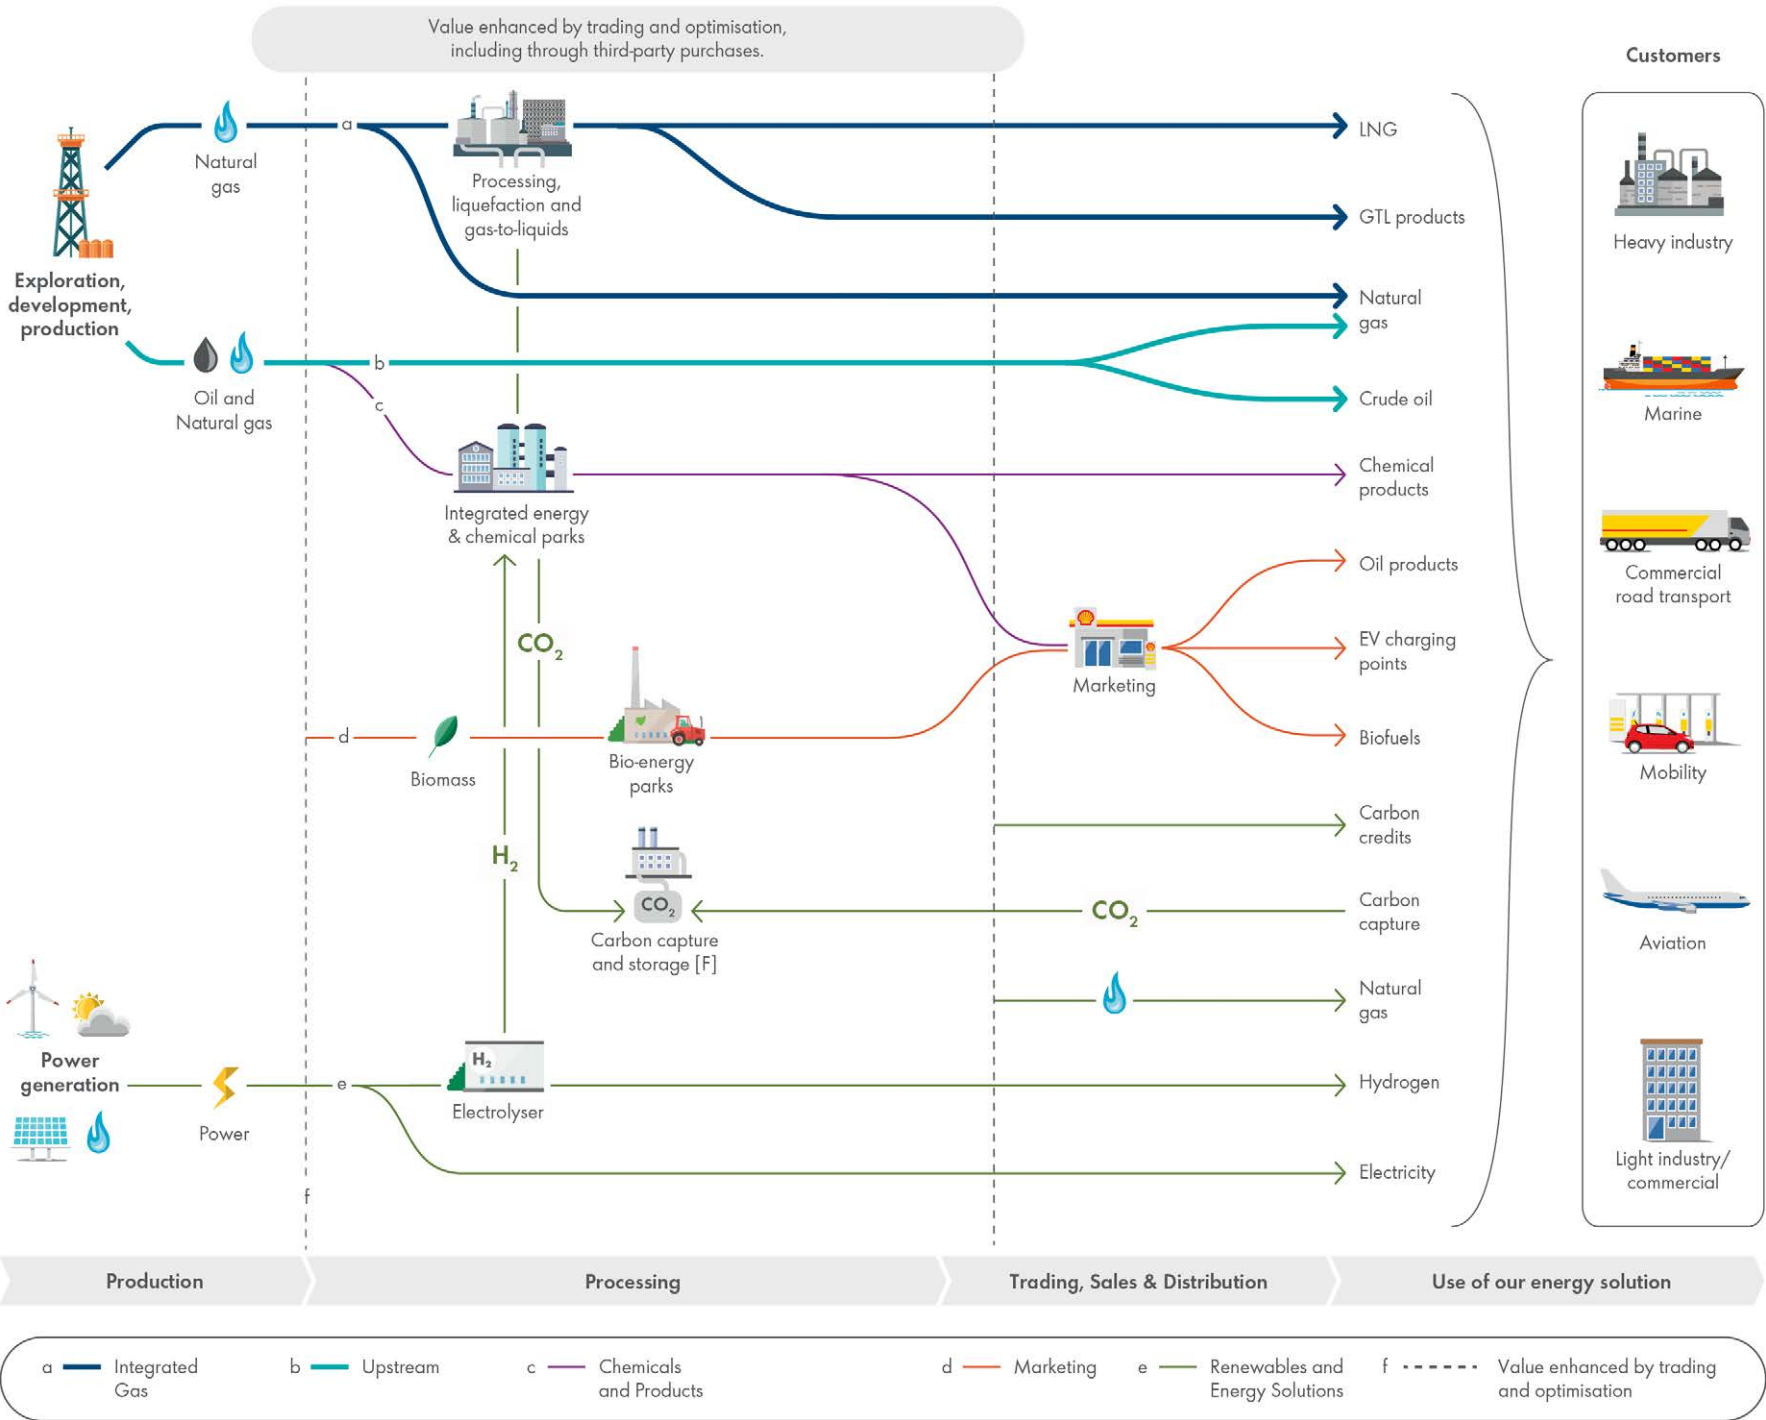 Value enhanced by trading and optimisation,
including through third-party purchases.
Customers
a
Natural
gas
Processing,
liquefaction and
gas-to-liquids
LNG
GTL products
Natural
gas
Heavy industry
Exploration,
development,
production
b
c
Oil and
Natural gas
Crude oil
Marine
Chemical
products
Integrated energy
& chemical parks
Oil products
Commercial
road transport
CO₂
EV charging
points
Marketing
d
Biomass
Bio-energy
parks
Biofuels
Mobility
Carbon
credits
H₂
CO₂
CO₂
Carbon
capture
Carbon capture
and storage [F]
Aviation
Natural
gas
Power
generation
Power
e
H₂
Electrolyser
Hydrogen
Electricity
Light industry/
commercial
f
Production
Processing
Trading, Sales & Distribution
Use of our energy solution
a Integrated
Gas
b Upstream
c Chemicals
and Products
d Marketing
e Renewables and
Energy Solutions
f Value enhanced by trading
and optimisation